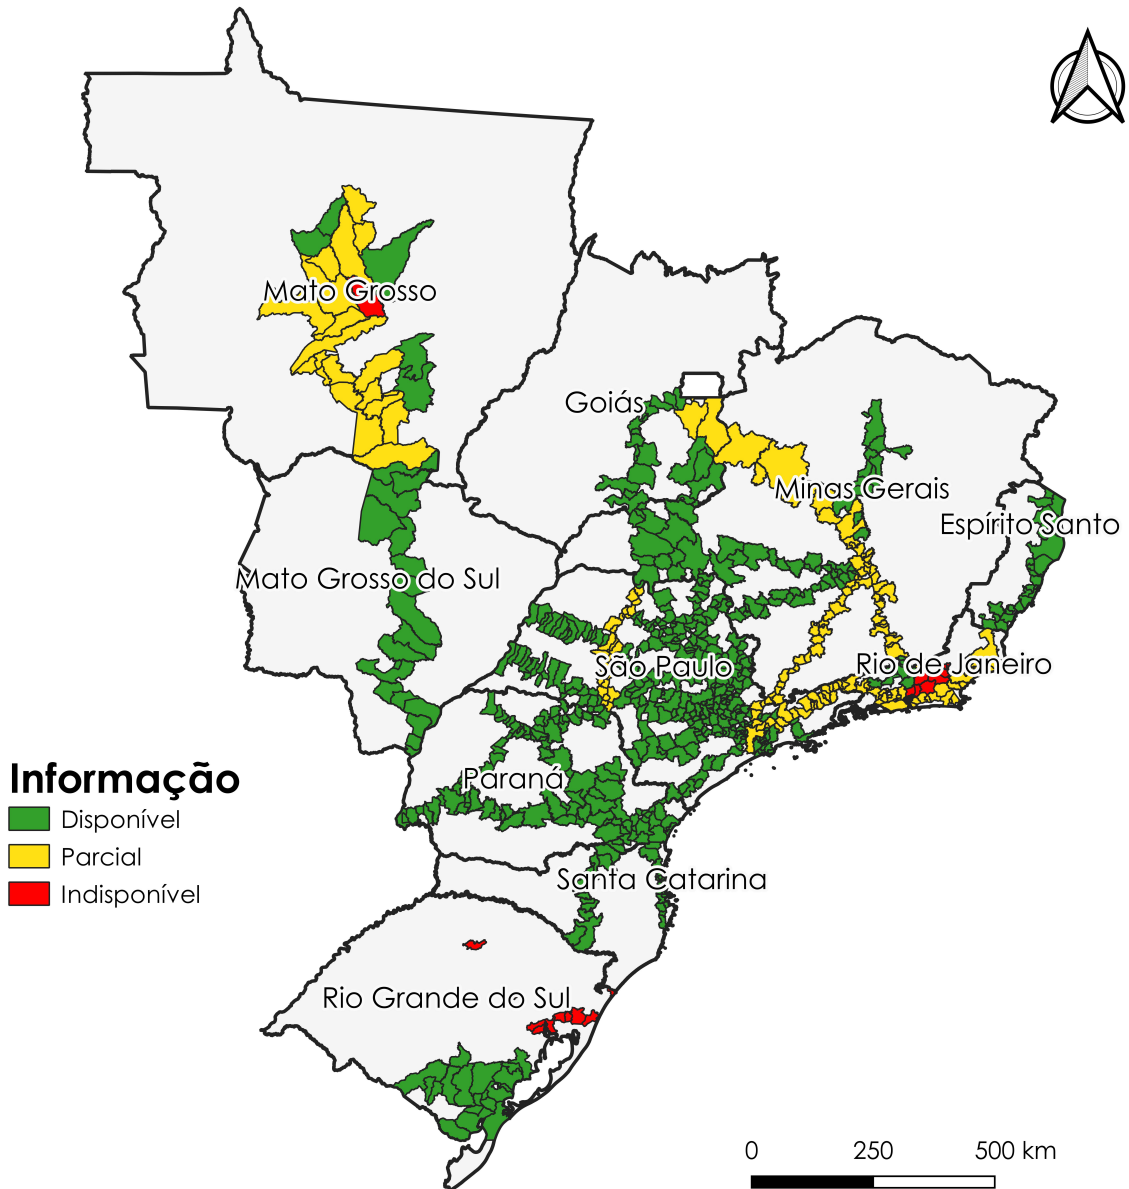 Mato Grosso
Goiás
Minas Gerais
Espírito Santo
Mato Grosso do Sul
São Paulo
Rio de Janeiro
Informação
Disponível
Parcial
Indisponível
Paraná
Santa Catarina
Rio Grande do Sul
0 250 500 km